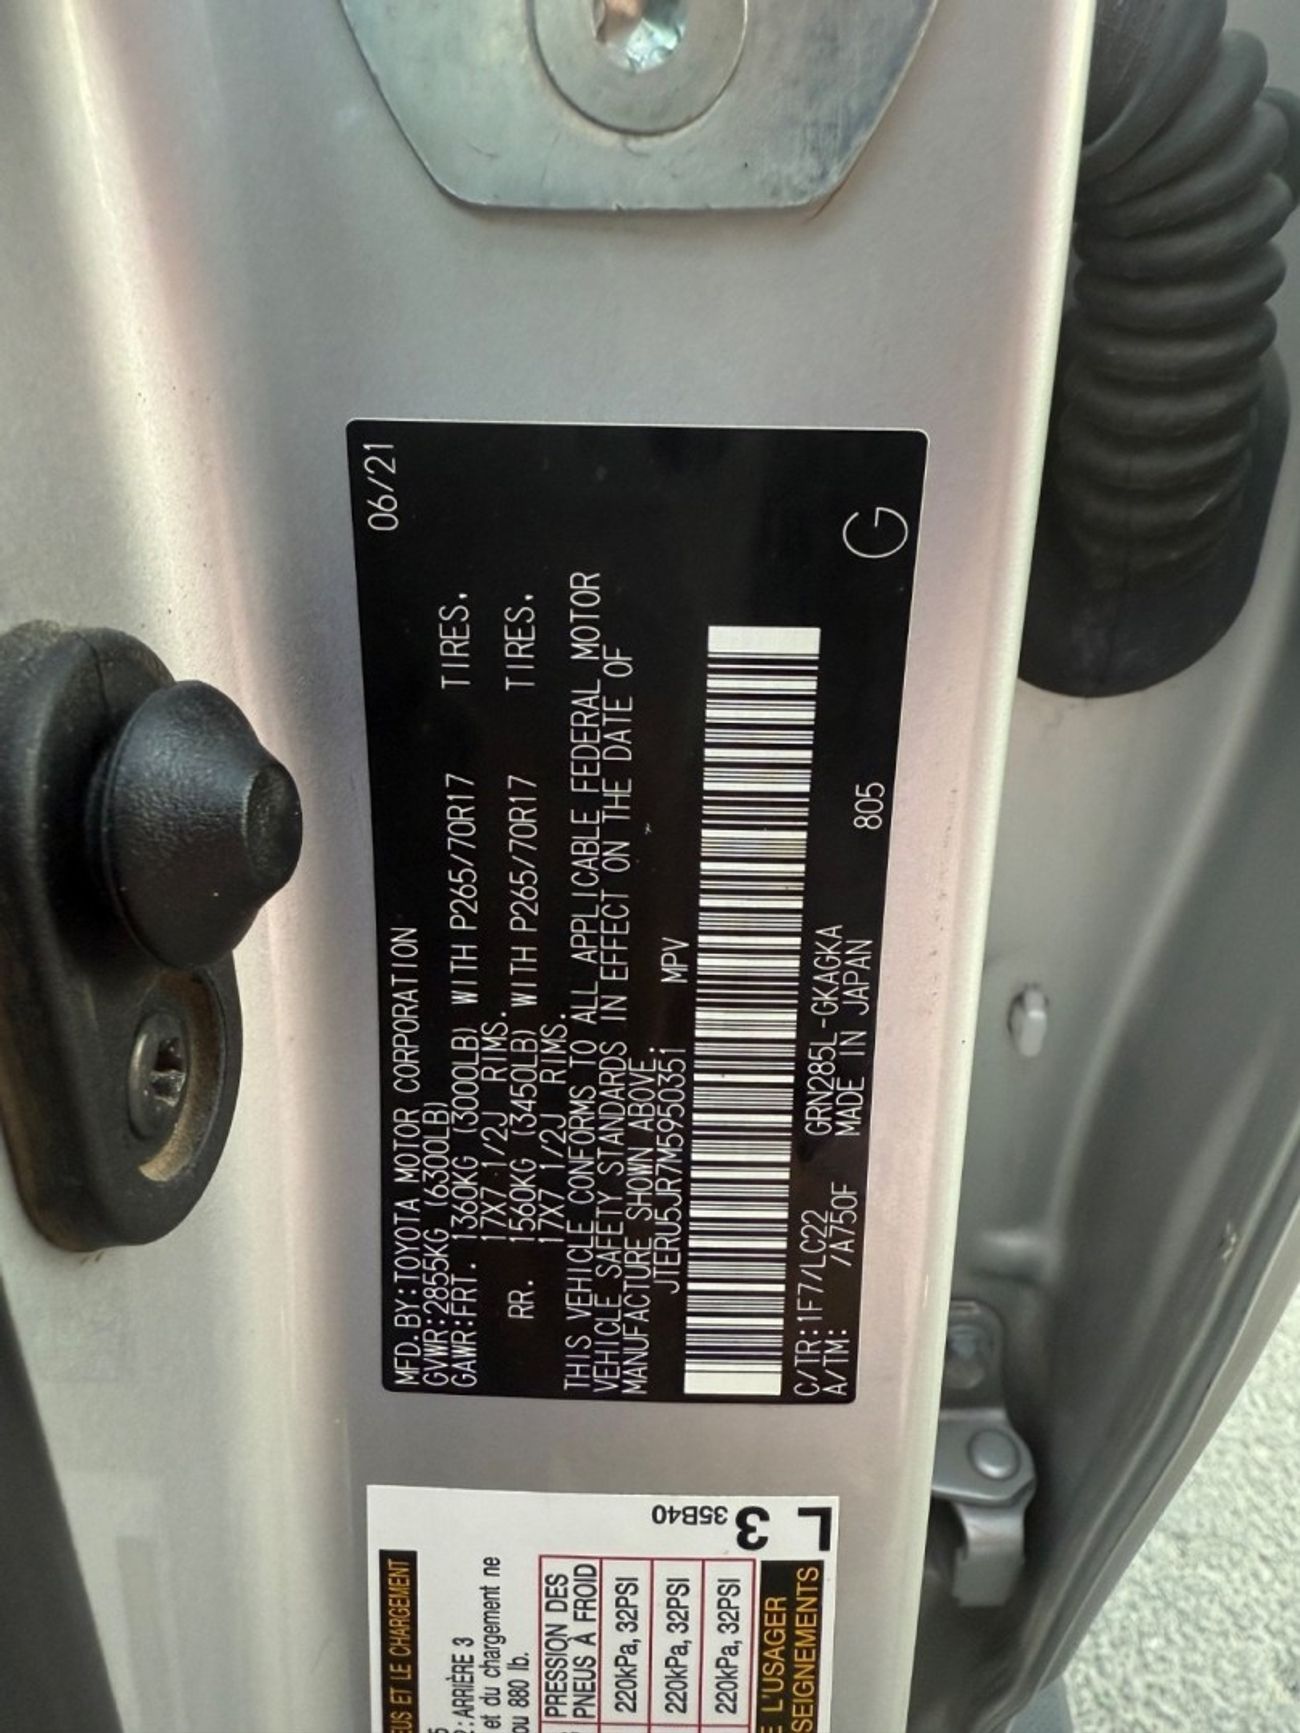 06/21
MFD.BY:TOYOTA MOTOR CORPORATION
GVWR:2855KG (6300LB)
GAWR:FRT. 1360KG (3000LB) WITH P265/70R17 TIRES.
17X7 1/2J RIMS.
RR. 1560KG (3450LB) WITH P265/70R17 TIRES.
17X7 1/2J RIMS.
THIS VEHICLE CONFORMS TO ALL APPLICABLE FEDERAL MOTOR
VEHICLE SAFETY STANDARDS IN EFFECT ON THE DATE OF
MANUFACTURE SHOWN ABOVE:
JTERU5JR7M5950351 MPV
C/TR:1F7/LC22 GRN285L-GKAGKA
A/TM: /A750F MADE IN JAPAN 805 G
EUS ET LE CHARGEMENT
: ARRIÈRE 3
et du chargement ne
ou 880 lb.
PRESSION DES
PNEUS À FROID
220kPa, 32PSI
220kPa, 32PSI
220kPa, 32PSI
L'USAGER
SEIGNEMENTS
35B40
L3